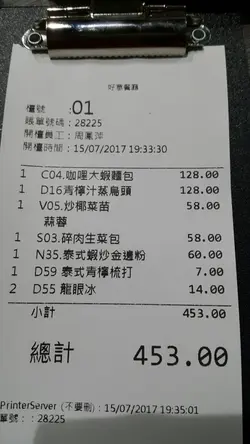 好意餐廳
檯號 :01
賬單號碼:28225
開檯員工:周鳳萍
開檯時間:15/07/2017 19:33:30
1 C04.咖喱大蝦麵包 128.00
1 D16青檸汁蒸烏頭 128.00
1 V05.炒椰菜苗 58.00
蒜蓉
1 S03.碎肉生菜包 58.00
1 N35.泰式蝦炒金邊粉 60.00
1 D59 泰式青檸梳打 7.00
2 D55 龍眼冰 14.00
小計 453.00
總計 453.00
PrinterServer (不要刪) : 15/07/2017 19:35:01
單號: :28225